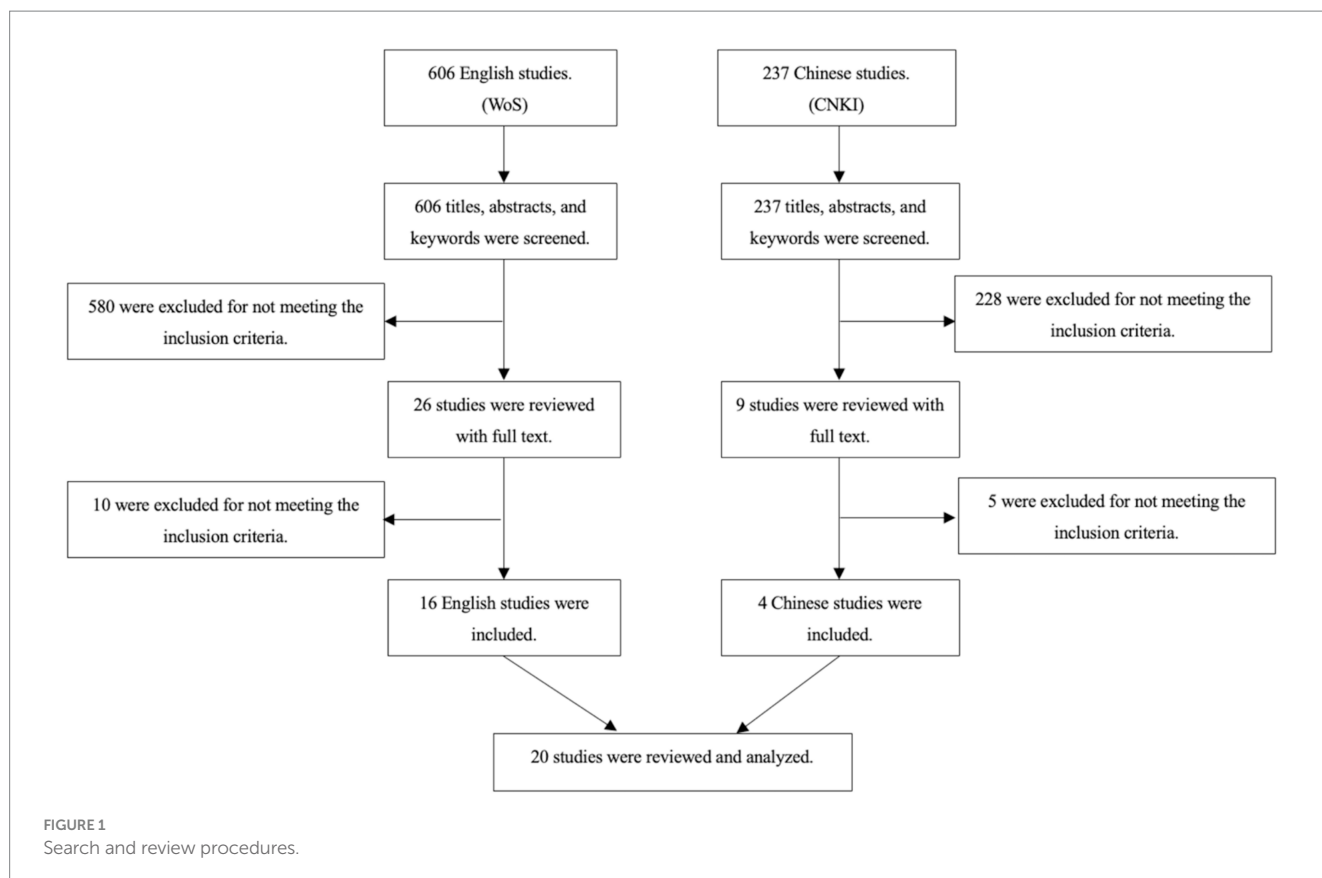 606 English studies.
(WoS)
237 Chinese studies.
(CNKI)
606 titles, abstracts, and
keywords were screened.
237 titles, abstracts, and
keywords were screened.
580 were excluded for not meeting the
inclusion criteria.
228 were excluded for not meeting the
inclusion criteria.
26 studies were reviewed
with full text.
9 studies were reviewed with
full text.
10 were excluded for not meeting the
inclusion criteria.
5 were excluded for not meeting the
inclusion criteria.
16 English studies were
included.
4 Chinese studies were
included.
20 studies were reviewed and analyzed.
FIGURE 1
Search and review procedures.